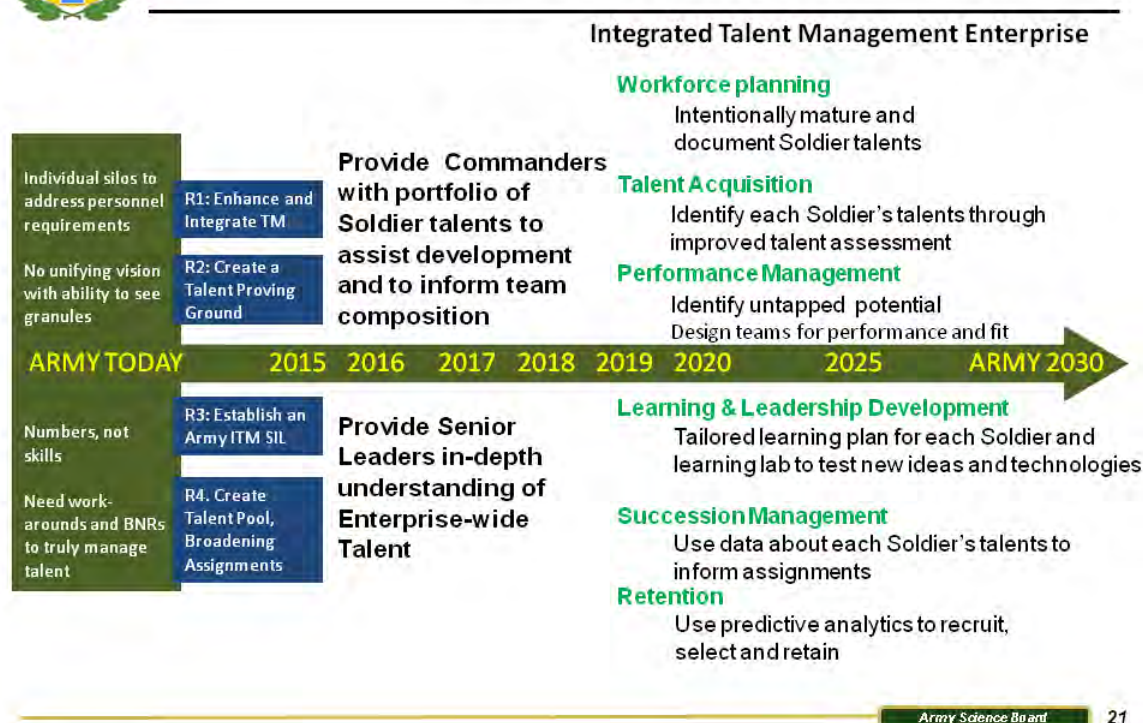 Integrated Talent Management Enterprise
Individual silos to
address personnel
requirements
No unifying vision
with ability to see
granules
R1: Enhance and
Integrate TM
R2: Create a
Talent Proving
Ground
Provide Commanders
with portfolio of
Soldier talents to
assist development
and to inform team
composition
Workforce planning
Intentionally mature and
document Soldier talents
Talent Acquisition
Identify each Soldier's talents through
improved talent assessment
Performance Management
Identify untapped potential
Design teams for performance and fit
ARMY TODAY 2015 2016 2017 2018 2019 2020 2025 ARMY 2030
Numbers, not
skills
Need work-
arounds and BNRs
to truly manage
talent
R3: Establish an
Army ITM SIL
R4. Create
Talent Pool,
Broadening
Assignments
Provide Senior
Leaders in-depth
understanding of
Enterprise-wide
Talent
Learning & Leadership Development
Tailored learning plan for each Soldier and
learning lab to test new ideas and technologies
Succession Management
Use data about each Soldier's talents to
inform assignments
Retention
Use predictive analytics to recruit,
select and retain
Army Science Board 21